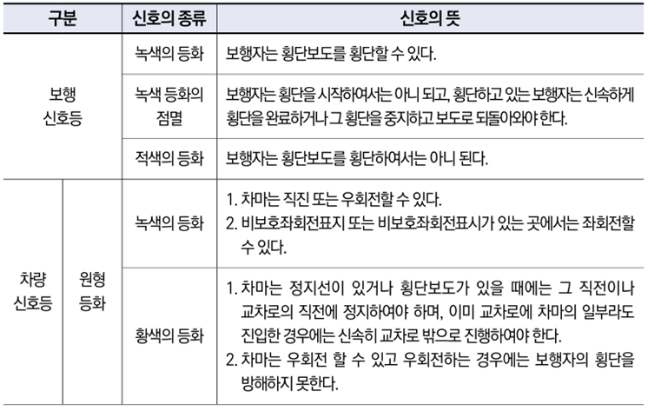 구분 신호의 종류 신호의 뜻
보행
신호등
녹색의 등화 보행자는 횡단보도를 횡단할 수 있다.
녹색 등화의
점멸
보행자는 횡단을 시작하여서는 아니 되고, 횡단하고 있는 보행자는 신속하게
횡단을 완료하거나 그 횡단을 중지하고 보도로 되돌아와야 한다.
적색의 등화 보행자는 횡단보도를 횡단하여서는 아니 된다.
차량
신호등
원형
등화
녹색의 등화
1. 차마는 직진 또는 우회전할 수 있다.
2. 비보호좌회전표지 또는 비보호좌회전표시가 있는 곳에서는 좌회전할
수 있다.
황색의 등화
1. 차마는 정지선이 있거나 횡단보도가 있을 때에는 그 직전이나
교차로의 직전에 정지하여야 하며, 이미 교차로에 차마의 일부라도
진입한 경우에는 신속히 교차로 밖으로 진행하여야 한다.
2. 차마는 우회전 할 수 있고 우회전하는 경우에는 보행자의 횡단을
방해하지 못한다.